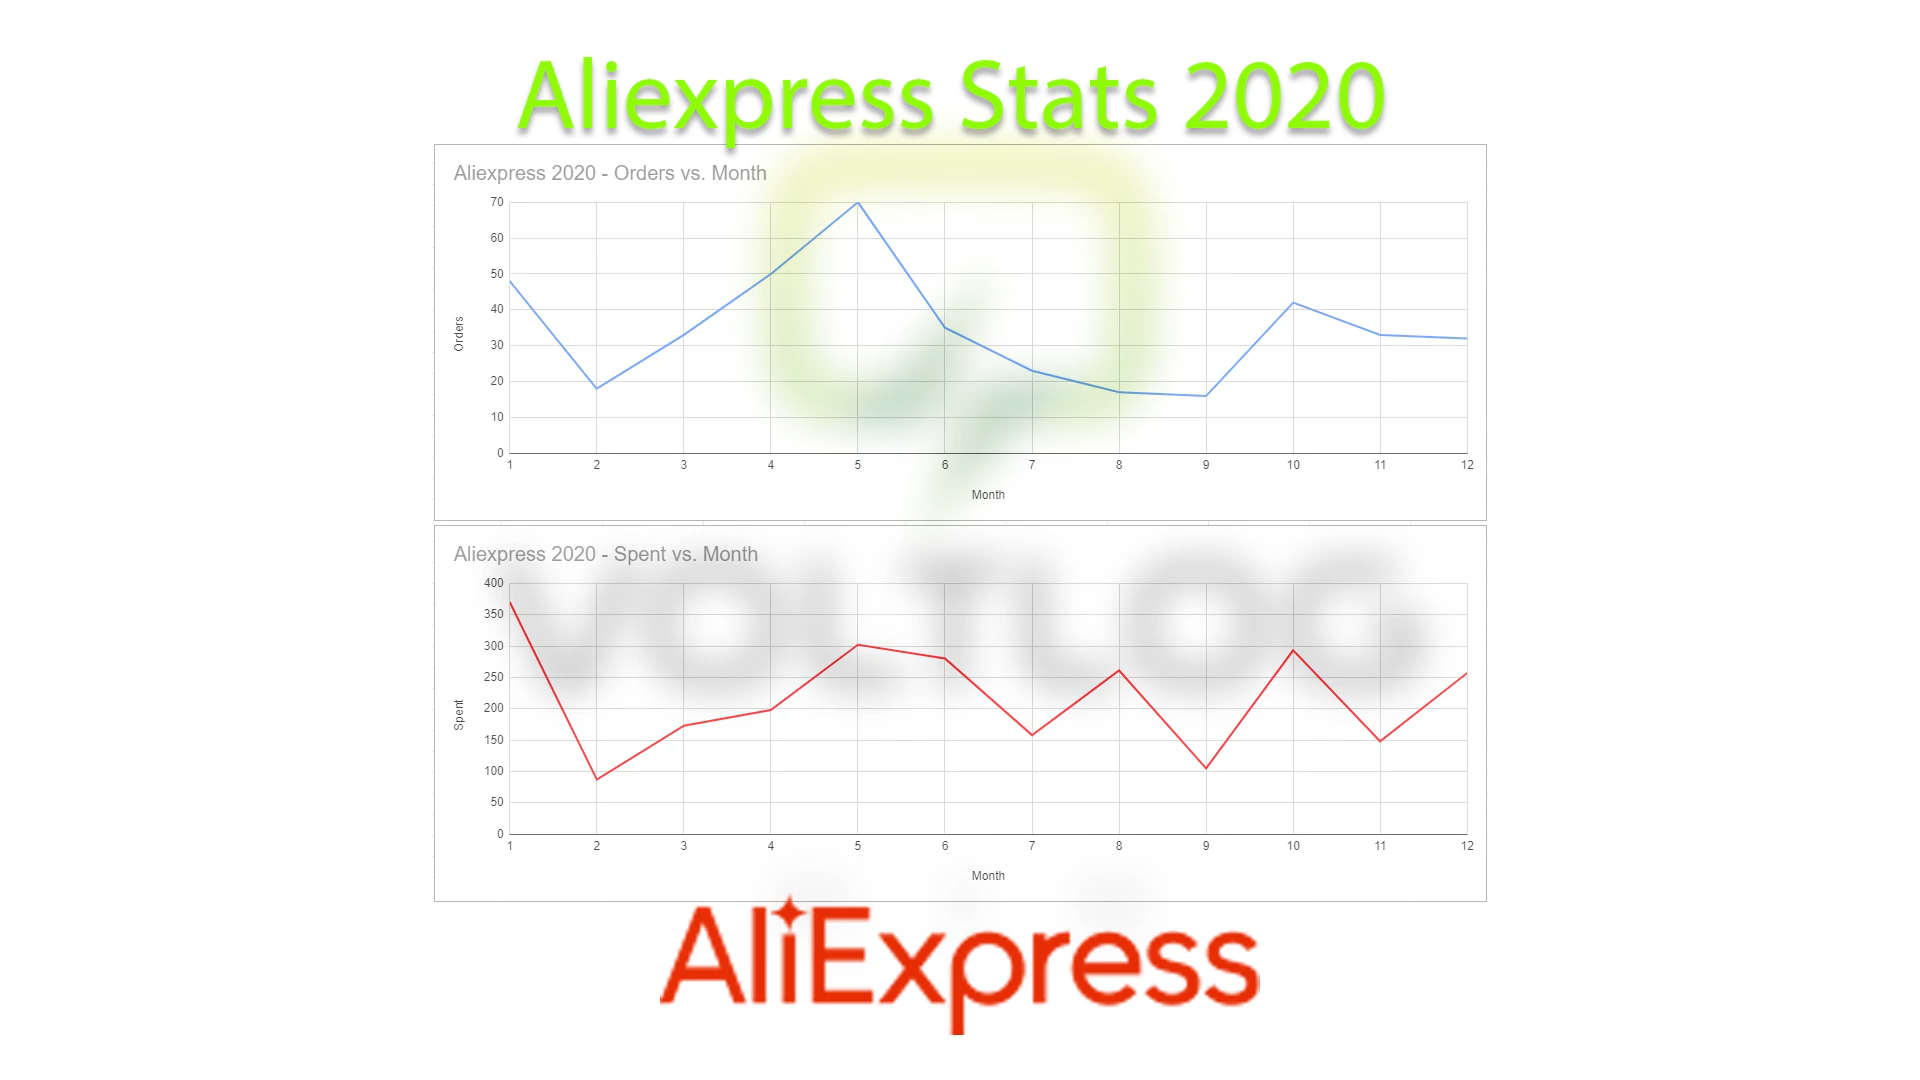 Aliexpress Stats 2020
Aliexpress 2020 - Orders vs. Month
70
60
50
40
30
20
10
0
Orders
1 2 3 4 5 6 7 8 9 10 11 12
Month
VOLTLOG
Aliexpress 2020 - Spent vs. Month
400
350
300
250
200
150
100
50
0
Spent
1 2 3 4 5 6 7 8 9 10 11 12
Month
AliExpress